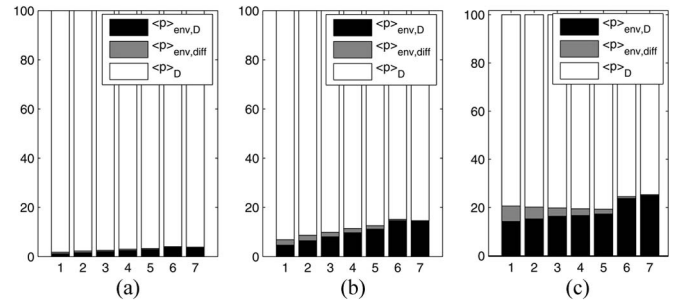 100
80
60
40
20
0
<p>env,D
<p>env,diff
<p>D
1 2 3 4 5 6 7
(a)
100
80
60
40
20
0
<p>env,D
<p>env,diff
<p>D
1 2 3 4 5 6 7
(b)
100
80
60
40
20
0
<p>env,D
<p>env,diff
<p>D
1 2 3 4 5 6 7
(c)